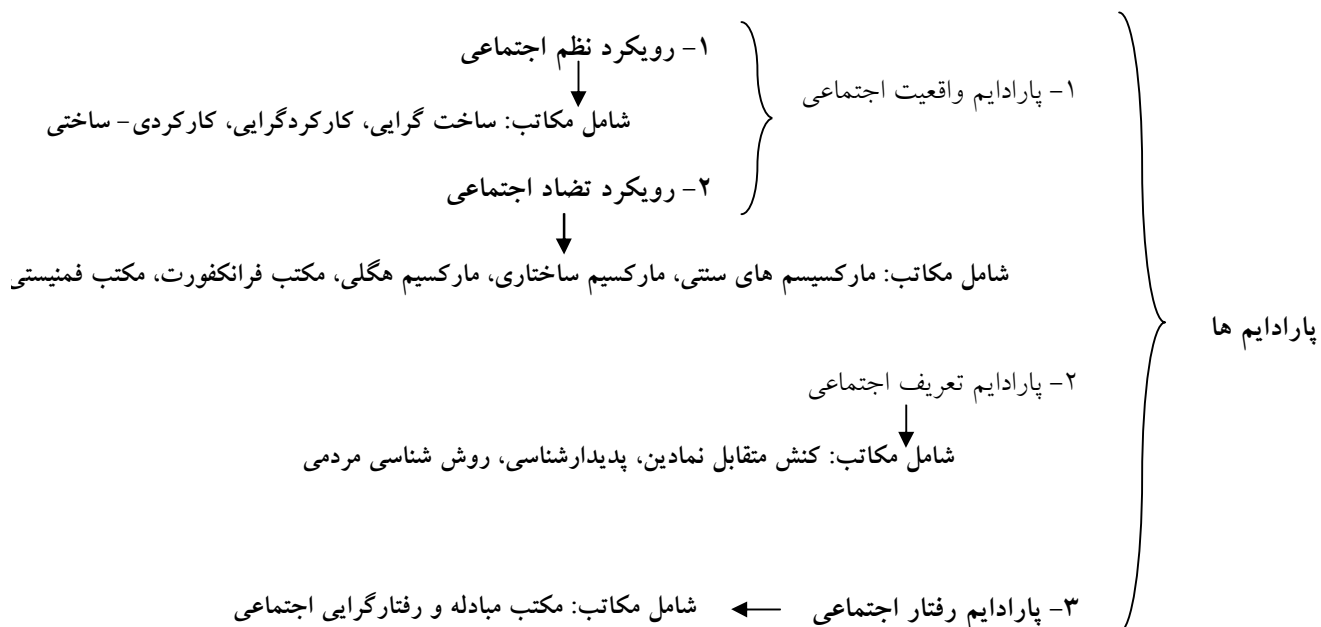 پارادایم ها
۱- پارادایم واقعیت اجتماعی
۱- رویکرد نظم اجتماعی
شامل مکاتب: ساخت گرایی، کارکردگرایی، کارکردی- ساختی
۲- رویکرد تضاد اجتماعی
شامل مکاتب: مارکسیسم های سنتی، مارکسیم ساختاری، مارکسیم هگلی، مکتب فرانکفورت، مکتب فمنیستی
۲- پارادایم تعریف اجتماعی
شامل مکاتب: کنش متقابل نمادین، پدیدارشناسی، روش شناسی مردمی
۳- پارادایم رفتار اجتماعی
شامل مکاتب: مکتب مبادله و رفتارگرایی اجتماعی